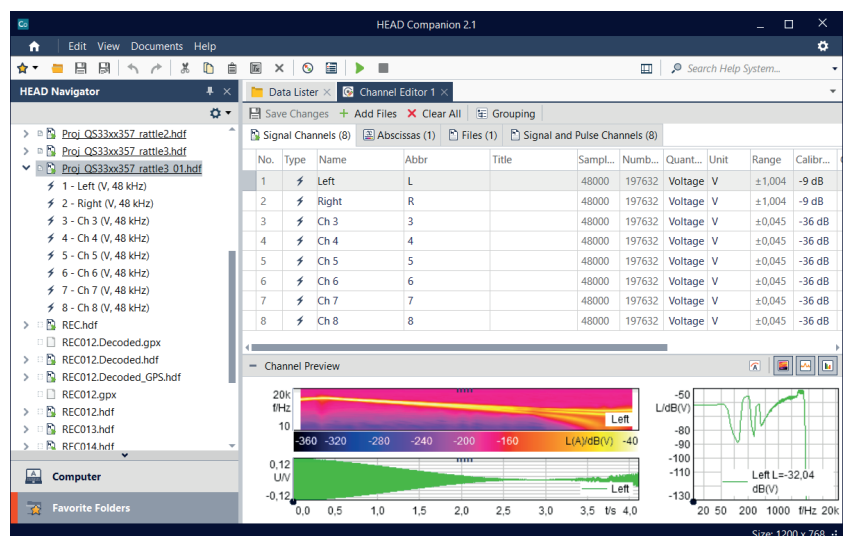 Co HEAD Companion 2.1
Edit View Documents Help
Search Help System...
HEAD Navigator
Data Lister
Channel Editor 1
Save Changes Add Files Clear All Grouping
Signal Channels (8) Abscissas (1) Files (1) Signal and Pulse Channels (8)
Proj_QS33xx357_rattle2.hdf
Proj_QS33xx357_rattle3.hdf
Proj_QS33xx357_rattle3_01.hdf
1 - Left (V, 48 kHz)
2 - Right (V, 48 kHz)
3 - Ch 3 (V, 48 kHz)
4 - Ch 4 (V, 48 kHz)
5 - Ch 5 (V, 48 kHz)
6 - Ch 6 (V, 48 kHz)
7 - Ch 7 (V, 48 kHz)
8 - Ch 8 (V, 48 kHz)
REC.hdf
REC012.Decoded.gpx
REC012.Decoded.hdf
REC012.Decoded_GPS.hdf
REC012.gpx
REC012.hdf
REC013.hdf
REC014.hdf
Computer
Favorite Folders
No. Type Name Abbr Title Sampl... Numb... Quant... Unit Range Calibr...
1 Left L 48000 197632 Voltage V ±1,004 -9 dB
2 Right R 48000 197632 Voltage V ±1,004 -9 dB
3 Ch 3 3 48000 197632 Voltage V ±0,045 -36 dB
4 Ch 4 4 48000 197632 Voltage V ±0,045 -36 dB
5 Ch 5 5 48000 197632 Voltage V ±0,045 -36 dB
6 Ch 6 6 48000 197632 Voltage V ±0,045 -36 dB
7 Ch 7 7 48000 197632 Voltage V ±0,045 -36 dB
8 Ch 8 8 48000 197632 Voltage V ±0,045 -36 dB
Channel Preview
20k
f/Hz
10
Left
-360 -320 -280 -240 -200 -160 L(A)/dB(V) -40
0,12
U/V
-0,12
Left
0,0 0,5 1,0 1,5 2,0 2,5 3,0 3,5 t/s 4,0
-50
L/dB(V)
-80
-90
-100
-110
-130
Left L=-32,04
dB(V)
20 50 200 1000 f/Hz 20k
Size: 1200 x 768